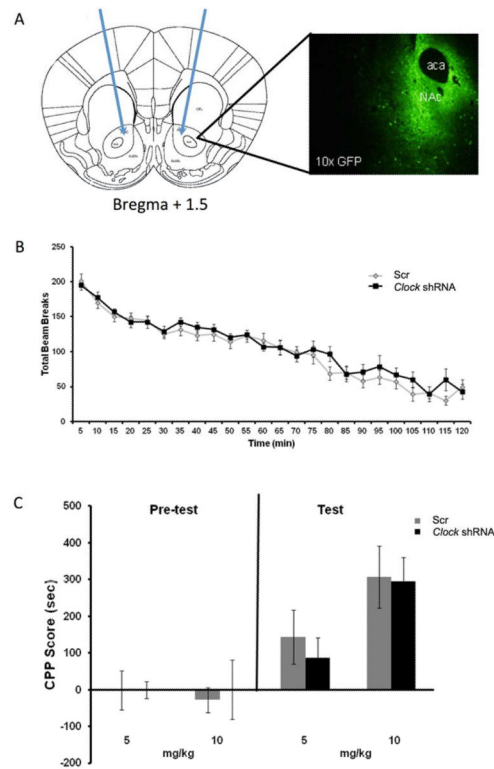 A
aca
NAc
10x GFP
Bregma + 1.5
B
250
200
150
100
50
0
Total Beam Breaks
5 10 15 20 25 30 35 40 45 50 55 60 65 70 75 80 85 90 95 100 105 110 115 120
Time (min)
Scr
Clock shRNA
C
500
400
300
200
100
0
-100
-200
CPP Score (sec)
Pre-test
Test
Scr
Clock shRNA
5 10 5 10
mg/kg mg/kg